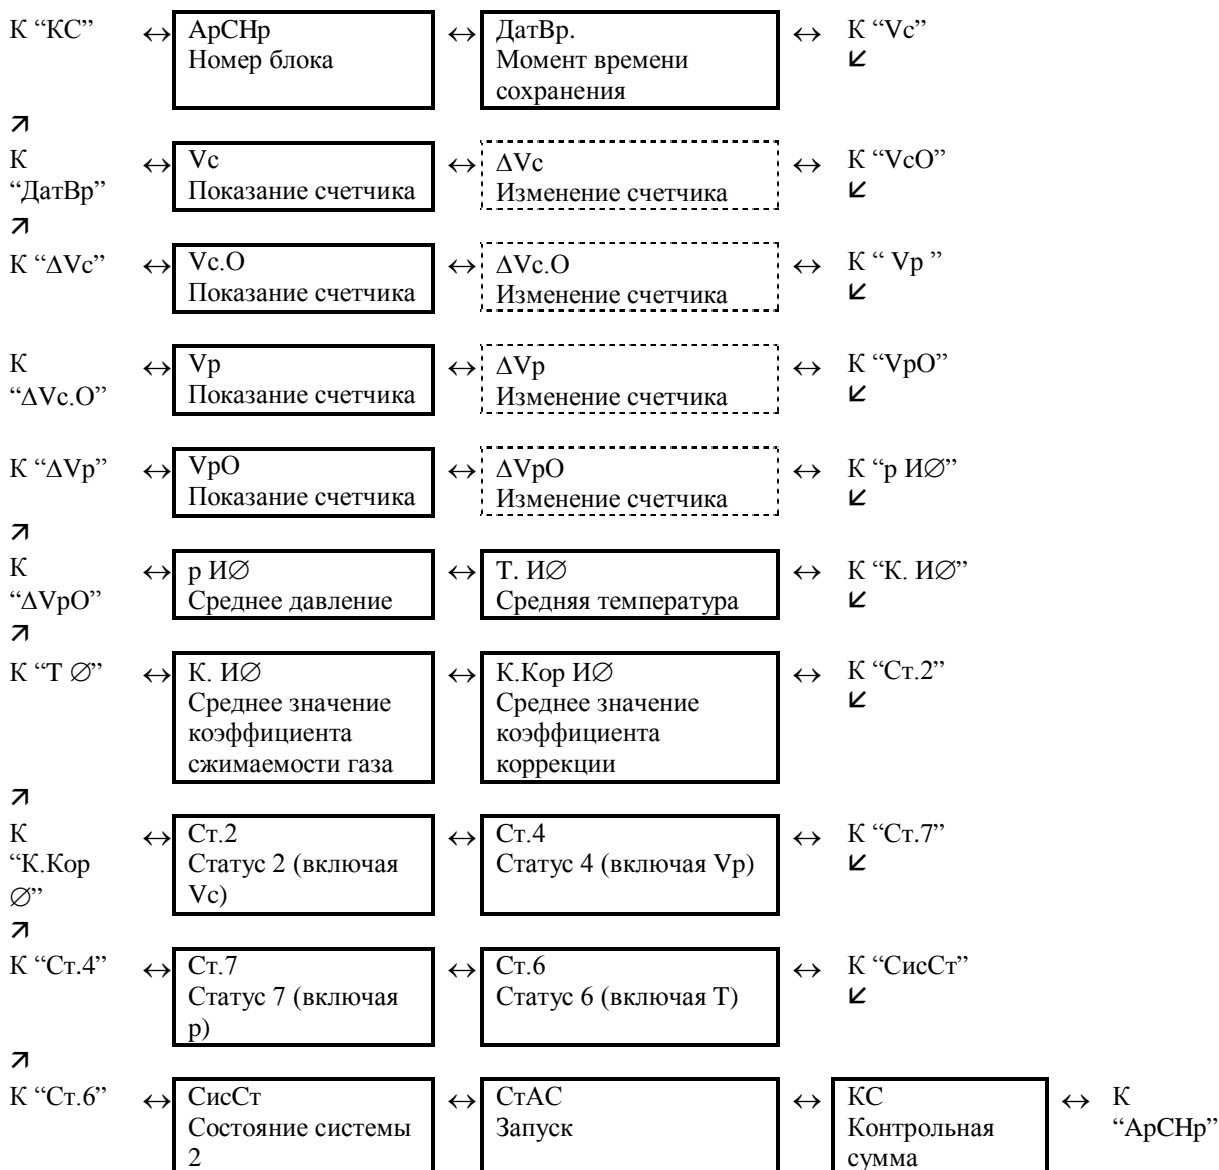 К “КС” ↔ АрСНр ↔ ДатВр. ↔ К “Vc”
Номер блока Момент времени ↙
сохранения
↗
К ↔ Vc ↔ ΔVc ↔ К “VcO”
“ДатВр” Показание счетчика Изменение счетчика ↙
↗
К “ΔVc” ↔ Vc.O ↔ ΔVc.O ↔ К “ Vp ”
Показание счетчика Изменение счетчика ↙
К ↔ Vp ↔ ΔVp ↔ К “VpO”
“ΔVc.O” Показание счетчика Изменение счетчика ↙
К “ΔVp” ↔ VpO ↔ ΔVpO ↔ К “р И∅”
Показание счетчика Изменение счетчика ↙
↗
К ↔ р И∅ ↔ Т. И∅ ↔ К “К. И∅”
“ΔVpO” Среднее давление Средняя температура ↙
↗
К “Т ∅” ↔ К. И∅ ↔ К.Кор И∅ ↔ К “Ст.2”
Среднее значение Среднее значение ↙
коэффициента коэффициента
сжимаемости газа коррекции
↗
К ↔ Ст.2 ↔ Ст.4 ↔ К “Ст.7”
“К.Кор Статус 2 (включая Статус 4 (включая Vp) ↙
∅” Vc)
↗
К “Ст.4” ↔ Ст.7 ↔ Ст.6 ↔ К “СисСт”
Статус 7 (включая Статус 6 (включая Т) ↙
р)
↗
К “Ст.6” ↔ СисСт ↔ СтАС ↔ КС ↔ К
Состояние системы Запуск Контрольная “АрСНр”
2 сумма